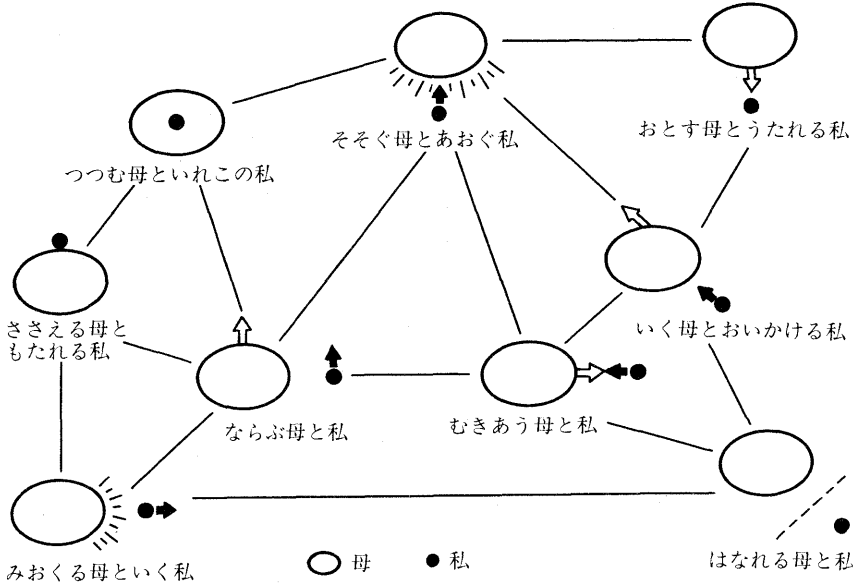 そそぐ母とあおぐ私
おとす母とうたれる私
つつむ母といれこの私
ささえる母と
もたれる私
いく母とおいかける私
ならぶ母と私
むきあう母と私
みおくる母といく私
はなれる母と私
母
私